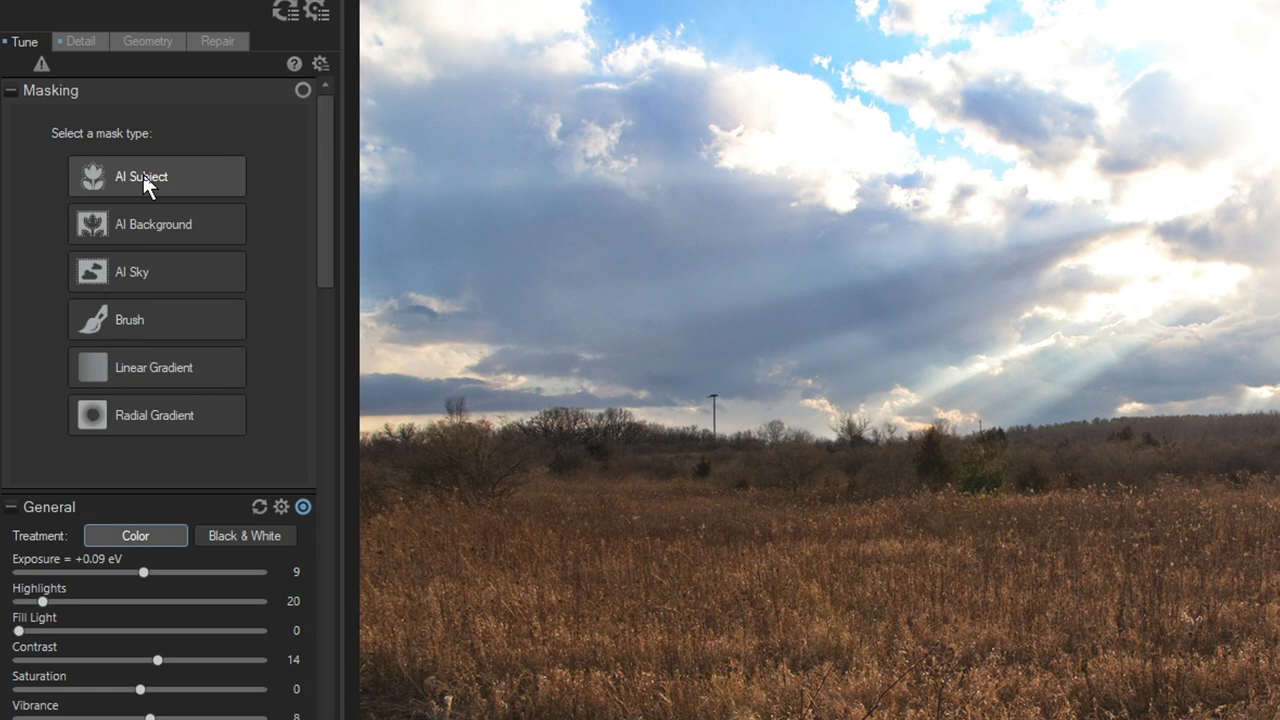 Tune Detail Geometry Repair
Masking
Select a mask type:
AI Subject
AI Background
AI Sky
Brush
Linear Gradient
Radial Gradient
General
Treatment: Color Black & White
Exposure = +0.09 eV
9
Highlights
20
Fill Light
0
Contrast
14
Saturation
0
Vibrance
8